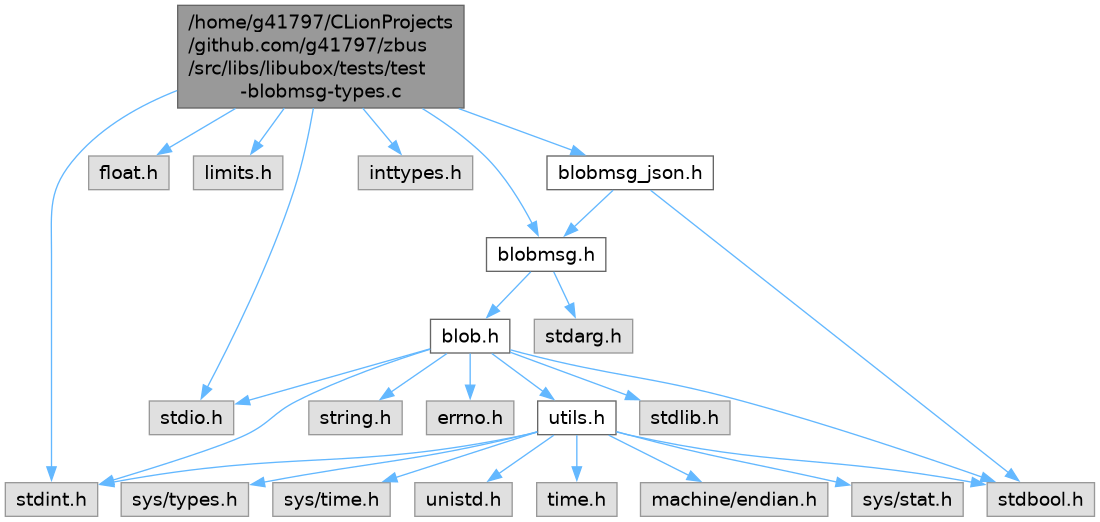 /home/g41797/CLionProjects
/github.com/g41797/zbus
/src/libs/libubox/tests/test
-blobmsg-types.c
float.h
limits.h
inttypes.h
blobmsg_json.h
blobmsg.h
blob.h
stdarg.h
stdio.h
string.h
errno.h
utils.h
stdlib.h
stdint.h
sys/types.h
sys/time.h
unistd.h
time.h
machine/endian.h
sys/stat.h
stdbool.h